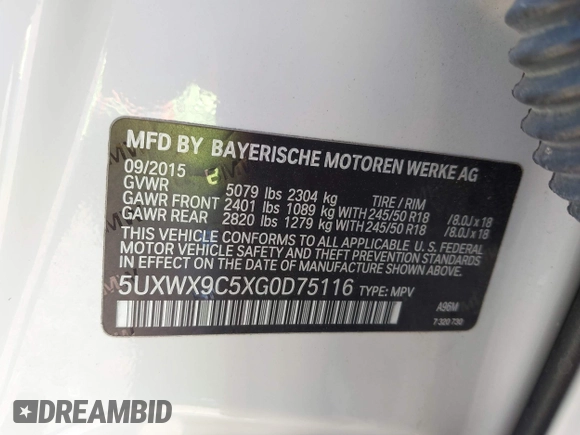 MFD BY BAYERISCHE MOTOREN WERKE AG
09/2015
GVWR 5079 lbs 2304 kg TIRE / RIM
GAWR FRONT 2401 lbs 1089 kg WITH 245/50 R18 / 8.0J x 18
GAWR REAR 2820 lbs 1279 kg WITH 245/50 R18 / 8.0J x 18
THIS VEHICLE CONFORMS TO ALL APPLICABLE U. S. FEDERAL
MOTOR VEHICLE SAFETY AND THEFT PREVENTION STANDARDS
IN EFFECT ON THE DATE OF MANUFACTURE SHOWN ABOVE.
5UXWX9C5XG0D75116 TYPE: MPV
A96M
7 320 730
DREAMBID